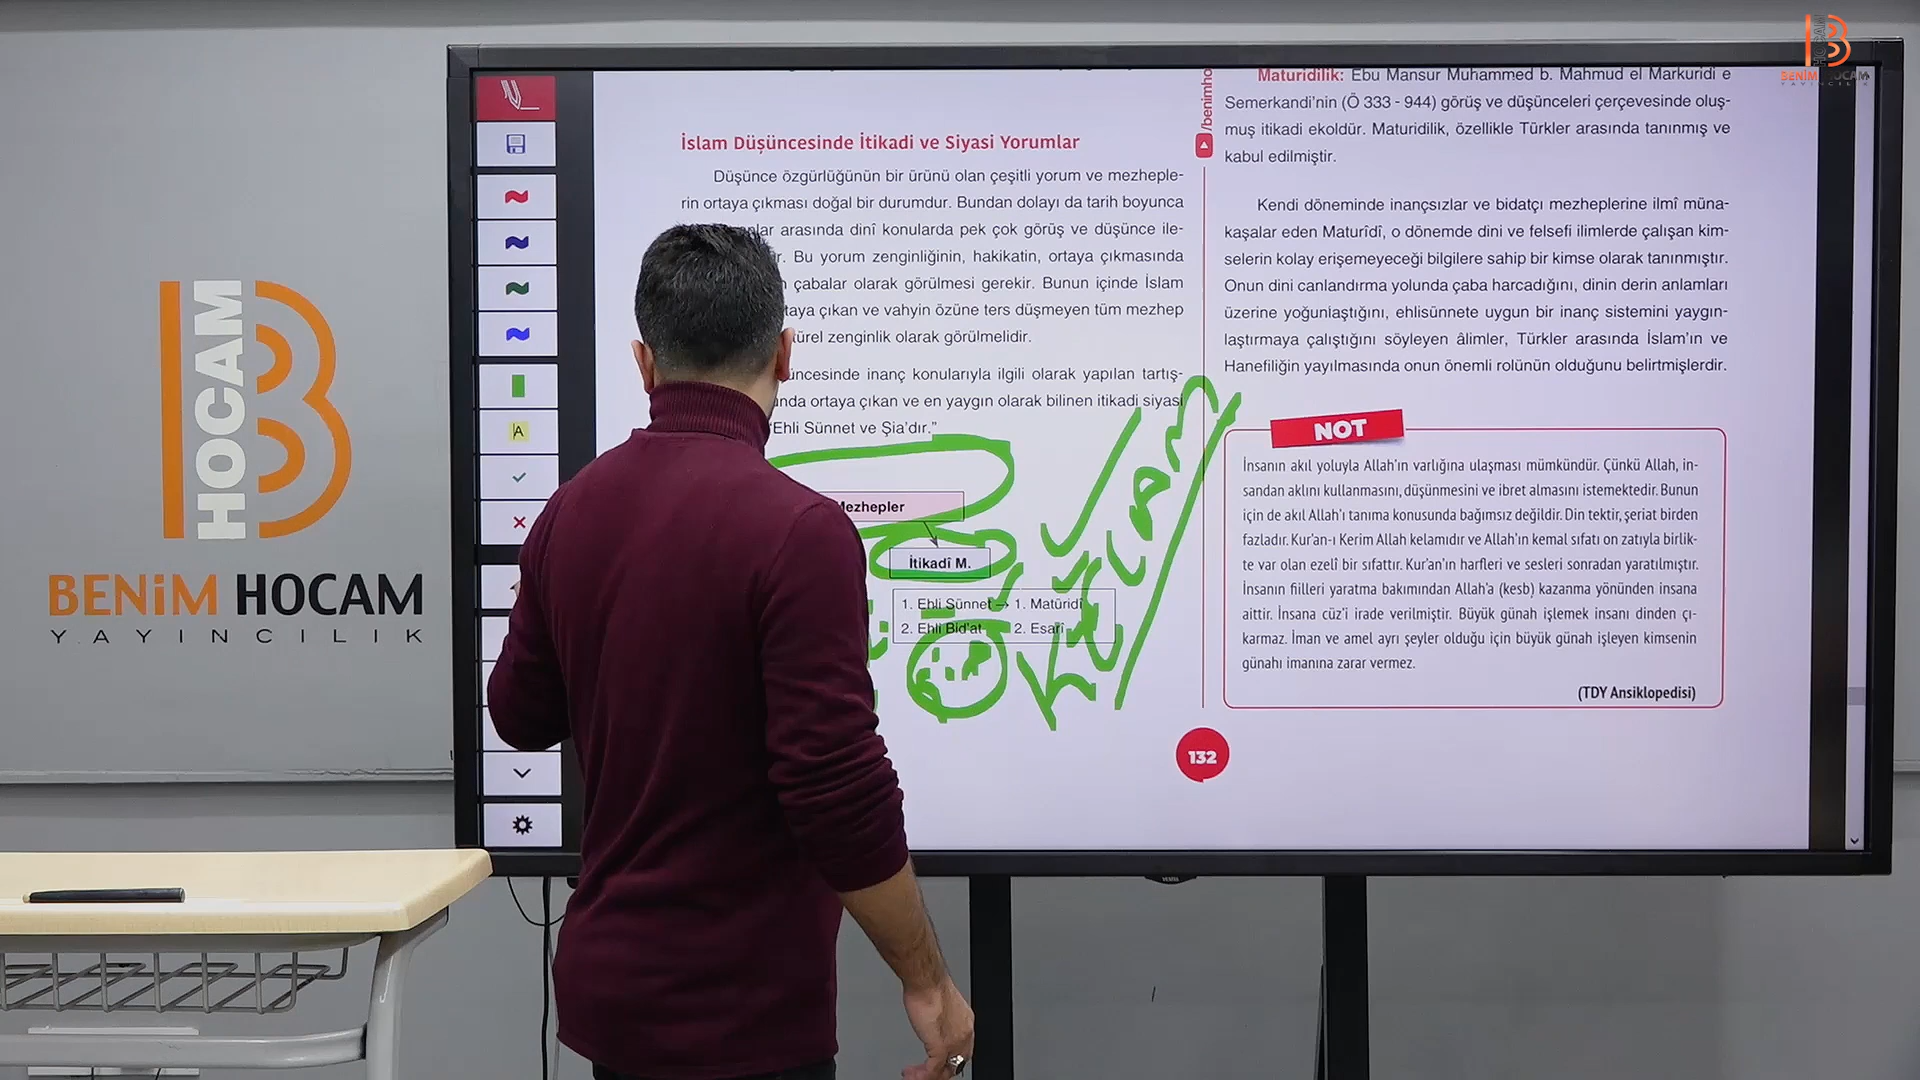 BENİM HOCAM
YAYINCILIK
B HOCAM
BENİM HOCAM
YAYINCILIK
İslam Düşüncesinde İtikadi ve Siyasi Yorumlar
Düşünce özgürlüğünün bir ürünü olan çeşitli yorum ve mezheple-
rin ortaya çıkması doğal bir durumdur. Bundan dolayı da tarih boyunca
arasında dinî konularda pek çok görüş ve düşünce ile-
Bu yorum zenginliğinin, hakikatin, ortaya çıkmasında
çabalar olarak görülmesi gerekir. Bunun içinde İslam
taya çıkan ve vahyin özüne ters düşmeyen tüm mezhep
türel zenginlik olarak görülmelidir.
üncesinde inanç konularıyla ilgili olarak yapılan tartış-
nda ortaya çıkan ve en yaygın olarak bilinen itikadi siyasi
"Ehli Sünnet ve Şia'dır."
Mezhepler
İtikadî M.
1. Ehli Sünnet → 1. Matüridî
2. Ehli Bid'at 2. Esarî
/benimho
Maturidilik: Ebu Mansur Muhammed b. Mahmud el Markuridi e
Semerkandi'nin (Ö 333 - 944) görüş ve düşünceleri çerçevesinde oluş-
muş itikadi ekoldür. Maturidilik, özellikle Türkler arasında tanınmış ve
kabul edilmiştir.
Kendi döneminde inançsızlar ve bidatçı mezheplerine ilmî müna-
kaşalar eden Maturîdî, o dönemde dini ve felsefi ilimlerde çalışan kim-
selerin kolay erişemeyeceği bilgilere sahip bir kimse olarak tanınmıştır.
Onun dini canlandırma yolunda çaba harcadığını, dinin derin anlamları
üzerine yoğunlaştığını, ehlisünnete uygun bir inanç sistemini yaygın-
laştırmaya çalıştığını söyleyen âlimler, Türkler arasında İslam'ın ve
Hanefiliğin yayılmasında onun önemli rolünün olduğunu belirtmişlerdir.
NOT
İnsanın akıl yoluyla Allah'ın varlığına ulaşması mümkündür. Çünkü Allah, in-
sandan aklını kullanmasını, düşünmesini ve ibret almasını istemektedir. Bunun
için de akıl Allah'ı tanıma konusunda bağımsız değildir. Din tektir, şeriat birden
fazladır. Kur'an-ı Kerim Allah kelamıdır ve Allah'ın kemal sıfatı on zatıyla birlik-
te var olan ezelî bir sıfattır. Kur'an'ın harfleri ve sesleri sonradan yaratılmıştır.
İnsanın fiilleri yaratma bakımından Allah'a (kesb) kazanma yönünden insana
aittir. İnsana cüz'i irade verilmiştir. Büyük günah işlemek insanı dinden çı-
karmaz. İman ve amel ayrı şeyler olduğu için büyük günah işleyen kimsenin
günahı imanına zarar vermez.
(TDY Ansiklopedisi)
132